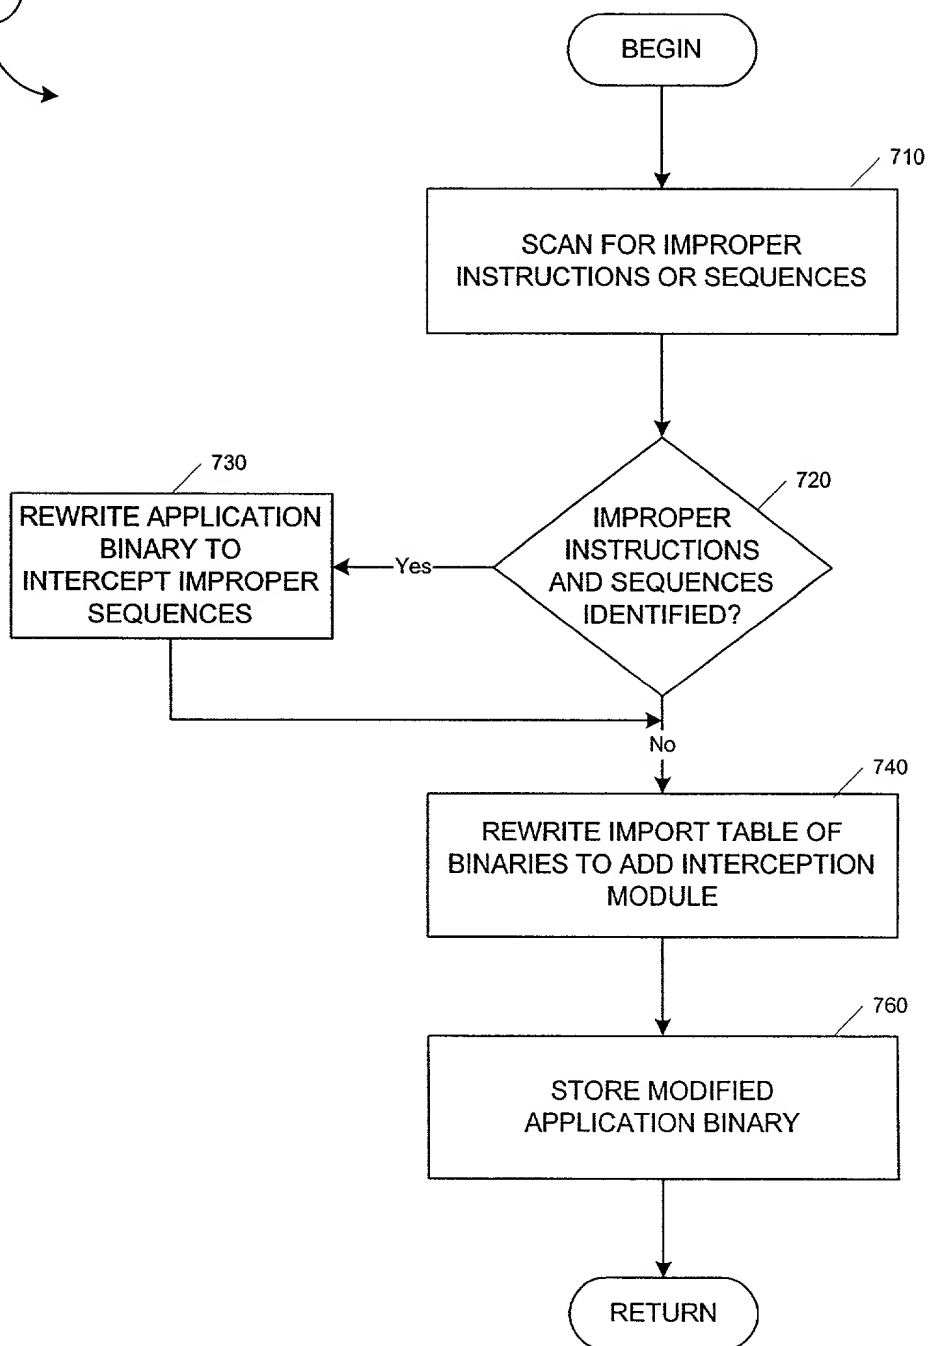 BEGIN
710
SCAN FOR IMPROPER
INSTRUCTIONS OR SEQUENCES
720
IMPROPER
INSTRUCTIONS
AND SEQUENCES
IDENTIFIED?
Yes
730
REWRITE APPLICATION
BINARY TO
INTERCEPT IMPROPER
SEQUENCES
No
740
REWRITE IMPORT TABLE OF
BINARIES TO ADD INTERCEPTION
MODULE
760
STORE MODIFIED
APPLICATION BINARY
RETURN